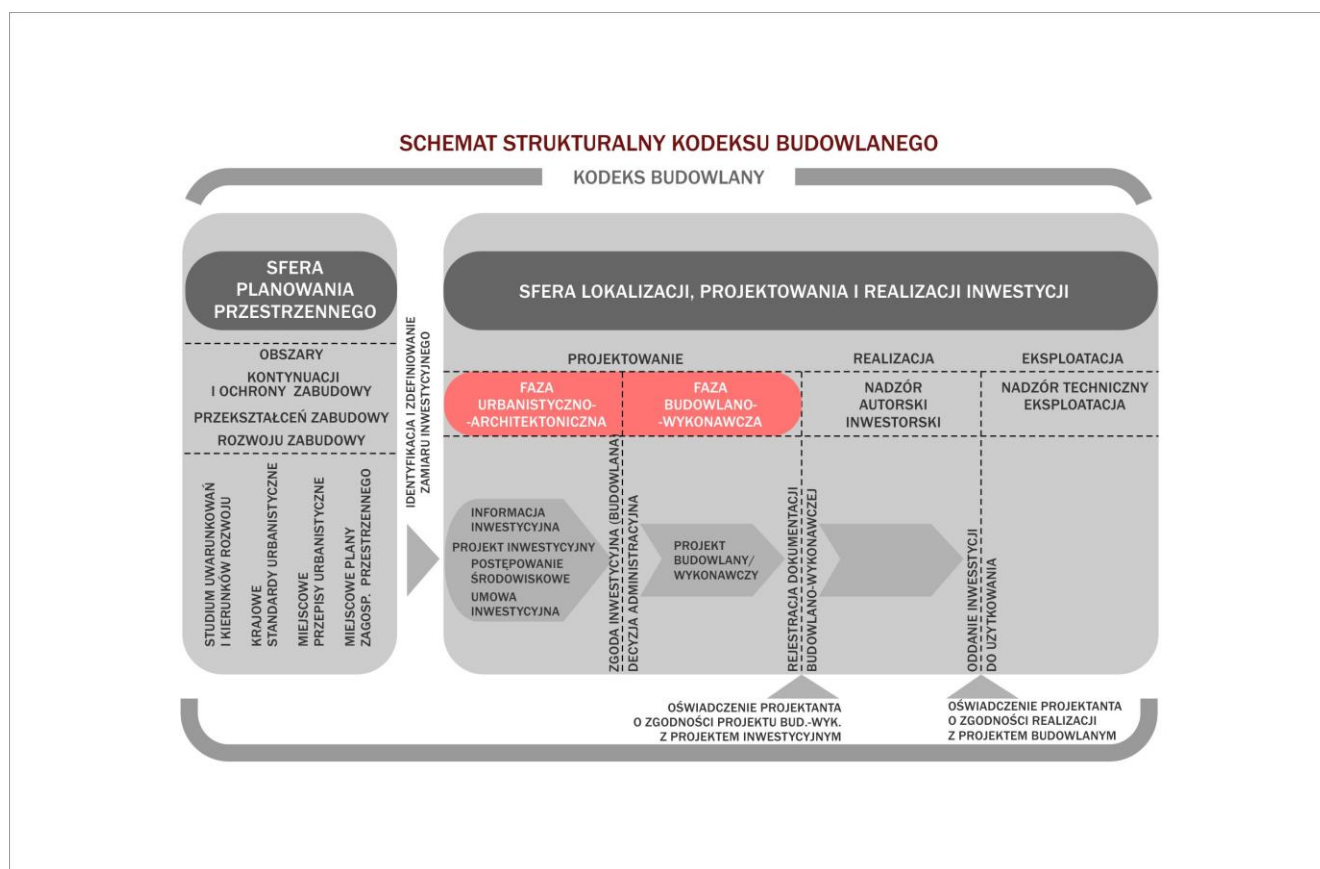 SCHEMAT STRUKTURALNY KODEKSU BUDOWLANEGO
KODEKS BUDOWLANY
SFERA
PLANOWANIA
PRZESTRZENNEGO
OBSZARY
KONTYNUACJI
I OCHRONY ZABUDOWY
PRZEKSZTAŁCEŃ ZABUDOWY
ROZWOJU ZABUDOWY
STUDIUM UWARUNKOWAŃ
I KIERUNKÓW ROZWOJU
KRAJOWE
STANDARDY URBANISTYCZNE
MIEJSCOWE
PRZEPISY URBANISTYCZNE
MIEJSCOWE PLANY
ZAGOSP. PRZESTRZENNEGO
IDENTYFIKACJA I ZDEFINIOWANIE
ZAMIARU INWESTYCYJNEGO
SFERA LOKALIZACJI, PROJEKTOWANIA I REALIZACJI INWESTYCJI
PROJEKTOWANIE
REALIZACJA
EKSPLOATACJA
FAZA
URBANISTYCZNO-
-ARCHITEKTONICZNA
FAZA
BUDOWLANO-
-WYKONAWCZA
NADZÓR
AUTORSKI
INWESTORSKI
NADZÓR TECHNICZNY
EKSPLOATACJA
INFORMACJA
INWESTYCYJNA
PROJEKT INWESTYCYJNY
POSTĘPOWANIE
ŚRODOWISKOWE
UMOWA
INWESTYCYJNA
ZGODA INWESTYCYJNA (BUDOWLANA)
DECYZJA ADMINISTRACYJNA
PROJEKT
BUDOWLANY/
WYKONAWCZY
REJESTRACJA DOKUMENTACJI
BUDOWLANO-WYKONAWCZEJ
ODDANIE INWESSTYCJI
DO UZYTKOWANIA
OŚWIADCZENIE PROJEKTANTA
O ZGODNOŚCI PROJEKTU BUD.-WYK.
Z PROJEKTEM INWESTYCYJNYM
OŚWIADCZENIE PROJEKTANTA
O ZGODNOŚCI REALIZACJI
Z PROJEKTEM BUDOWLANYM